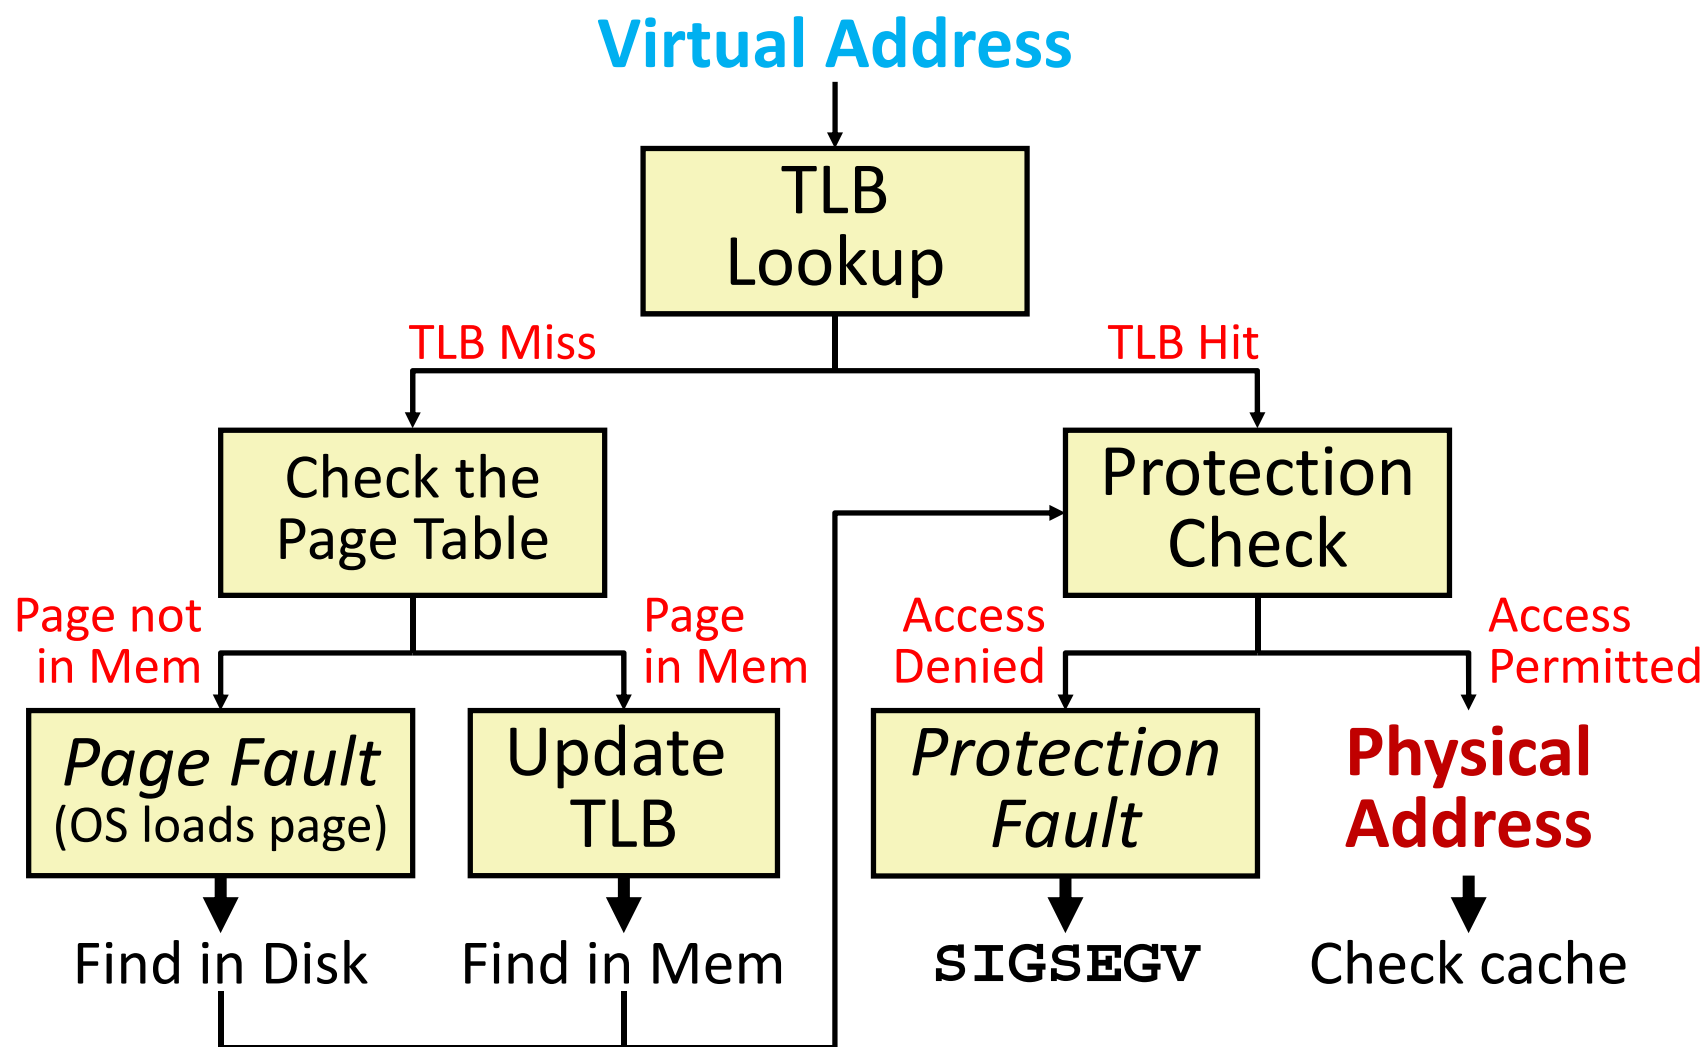 Virtual Address
TLB
Lookup
TLB Miss
TLB Hit
Check the
Page Table
Protection
Check
Page not
in Mem
Page
in Mem
Access
Denied
Access
Permitted
Page Fault
(OS loads page)
Update
TLB
Protection
Fault
Physical
Address
Find in Disk
Find in Mem
SIGSEGV
Check cache